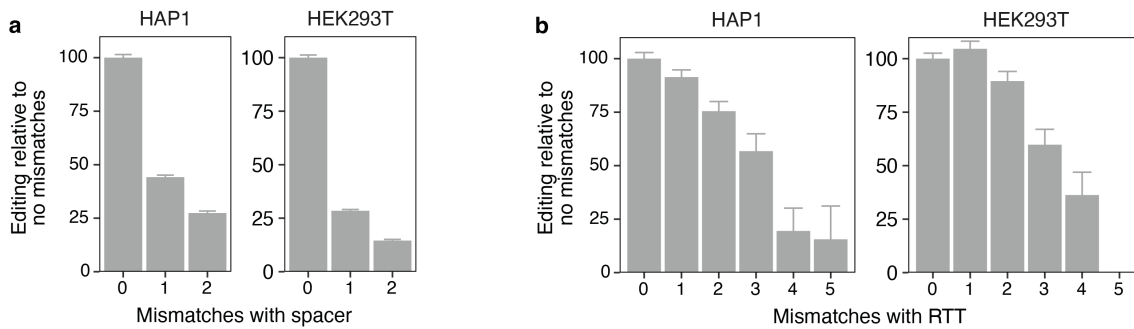 a
HAP1
HEK293T
Editing relative to
no mismatches
100
75
50
25
0
0 1 2
100
75
50
25
0
0 1 2
Mismatches with spacer
b
HAP1
HEK293T
Editing relative to
no mismatches
100
75
50
25
0
0 1 2 3 4 5
100
75
50
25
0
0 1 2 3 4 5
Mismatches with RTT